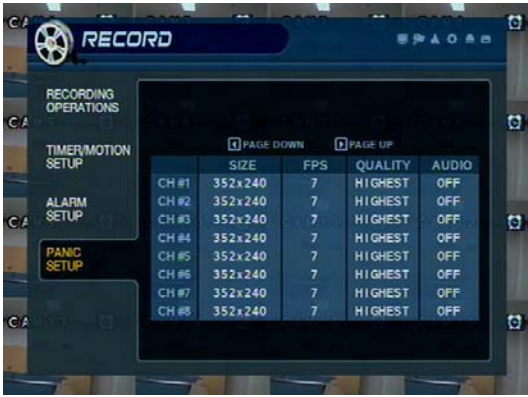 RECORD
RECORDING
OPERATIONS
TIMER/MOTION
SETUP
ALARM
SETUP
PANIC
SETUP
PAGE DOWN PAGE UP
SIZE FPS QUALITY AUDIO
CH #1 352x240 7 HIGHEST OFF
CH #2 352x240 7 HIGHEST OFF
CH #3 352x240 7 HIGHEST OFF
CH #4 352x240 7 HIGHEST OFF
CH #5 352x240 7 HIGHEST OFF
CH #6 352x240 7 HIGHEST OFF
CH #7 352x240 7 HIGHEST OFF
CH #8 352x240 7 HIGHEST OFF